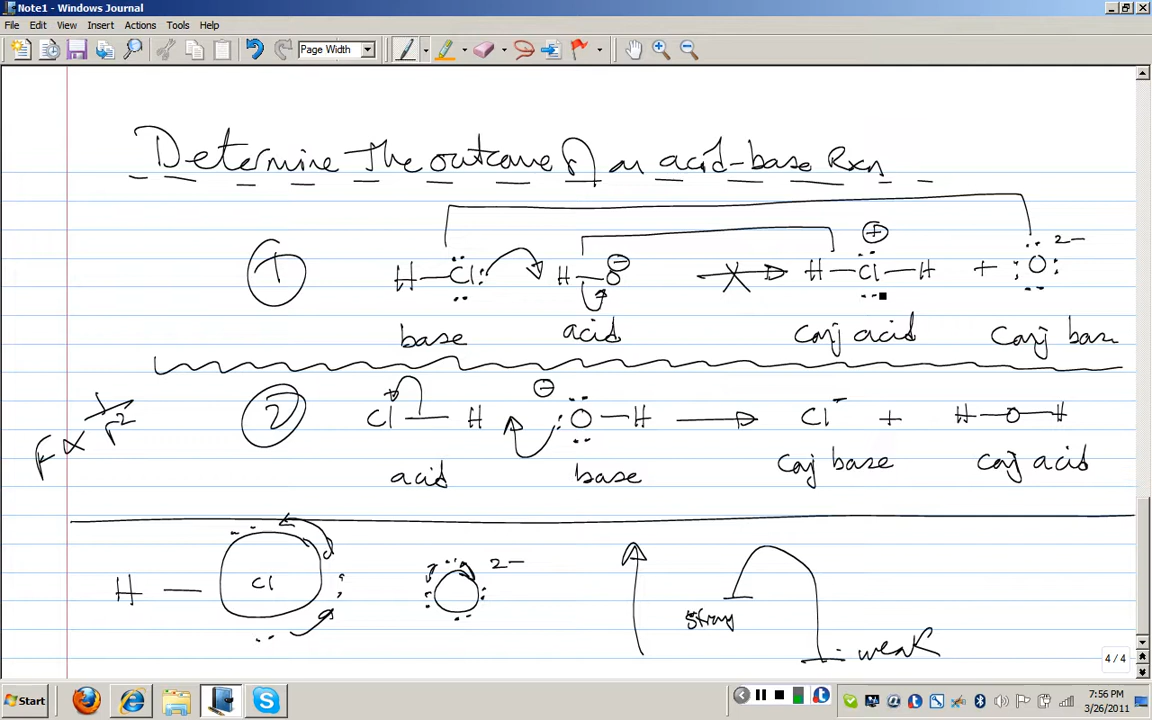 Note1 - Windows Journal
File Edit View Insert Actions Tools Help
Page Width
Determine The outcome of an acid-base Rxn
1 H-Cl: H-O ⊖ H-Cl-H ⊕ + :O: 2-
base acid conj acid conj base
2 Cl-H ⊖ :O-H → Cl⁻ + H-O-H
F ∝ 1/r²
acid base conj base conj acid
H - Cl 2-
strong
weak
4 / 4
Start
7:56 PM
3/26/2011